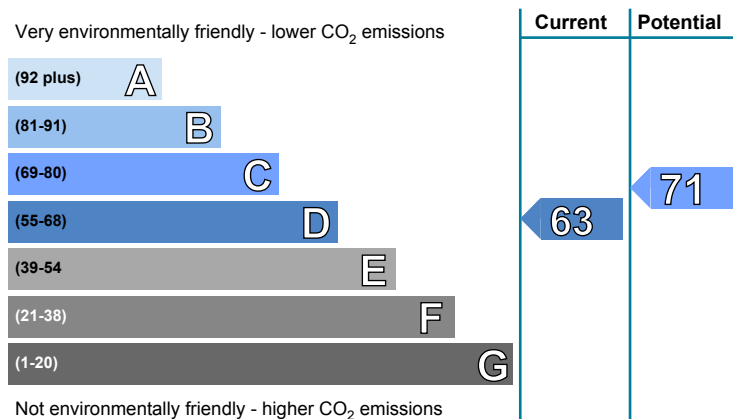 Very environmentally friendly - lower CO₂ emissions
Current
Potential
(92 plus) A
(81-91) B
(69-80) C
(55-68) D
(39-54 E
(21-38) F
(1-20) G
63
71
Not environmentally friendly - higher CO₂ emissions